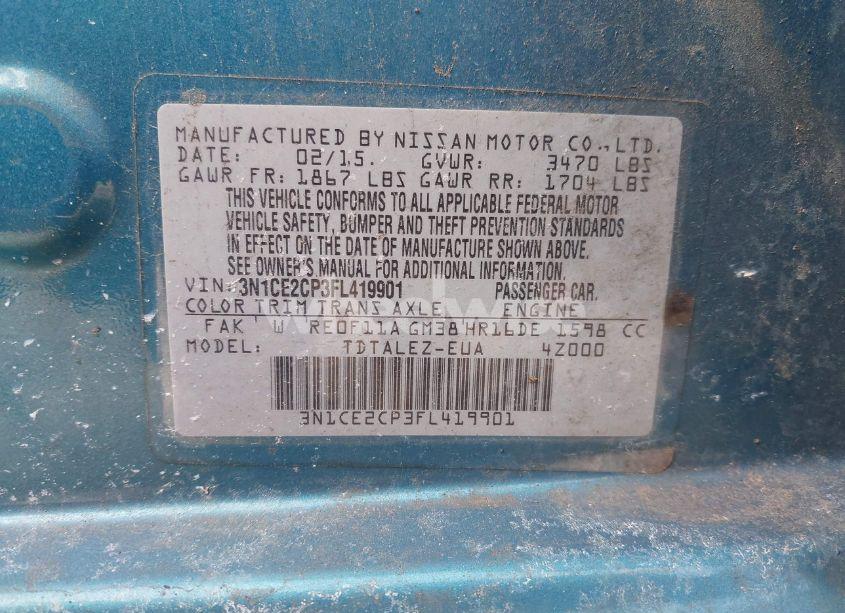 MANUFACTURED BY NISSAN MOTOR CO., LTD.
DATE: 02/15. GVWR: 3470 LBS
GAWR FR: 1867 LBS GAWR RR: 1704 LBS
THIS VEHICLE CONFORMS TO ALL APPLICABLE FEDERAL MOTOR
VEHICLE SAFETY, BUMPER AND THEFT PREVENTION STANDARDS
IN EFFECT ON THE DATE OF MANUFACTURE SHOWN ABOVE.
SEE OWNER'S MANUAL FOR ADDITIONAL INFORMATION.
VIN: 3N1CE2CP3FL419901 PASSENGER CAR.
COLOR TRIM TRANS AXLE ENGINE
FAK W RE0F11A GM38 HR16DE 1598 CC
MODEL: TDTALEZ-EUA 4Z000
3N1CE2CP3FL419901